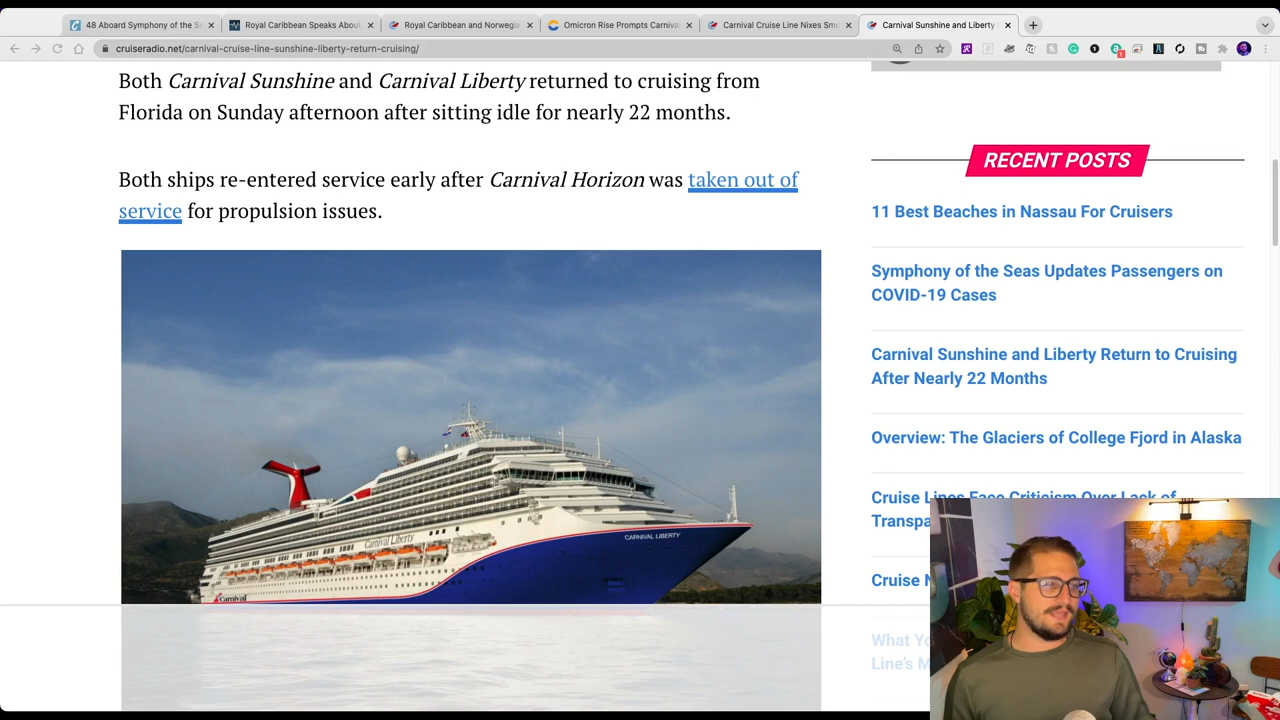 48 Aboard Symphony of the Se
Royal Caribbean Speaks About
Royal Caribbean and Norwegia
Omicron Rise Prompts Carnival
Carnival Cruise Line Nixes Smo
Carnival Sunshine and Liberty
cruiseradio.net/carnival-cruise-line-sunshine-liberty-return-cruising/
Both Carnival Sunshine and Carnival Liberty returned to cruising from
Florida on Sunday afternoon after sitting idle for nearly 22 months.
Both ships re-entered service early after Carnival Horizon was taken out of
service for propulsion issues.
CARNIVAL LIBERTY
Carnival Liberty
Carnival
RECENT POSTS
11 Best Beaches in Nassau For Cruisers
Symphony of the Seas Updates Passengers on
COVID-19 Cases
Carnival Sunshine and Liberty Return to Cruising
After Nearly 22 Months
Overview: The Glaciers of College Fjord in Alaska
Cruise Lines Face Criticism Over Lack of
Transpa
Cruise N
What Yo
Line's M